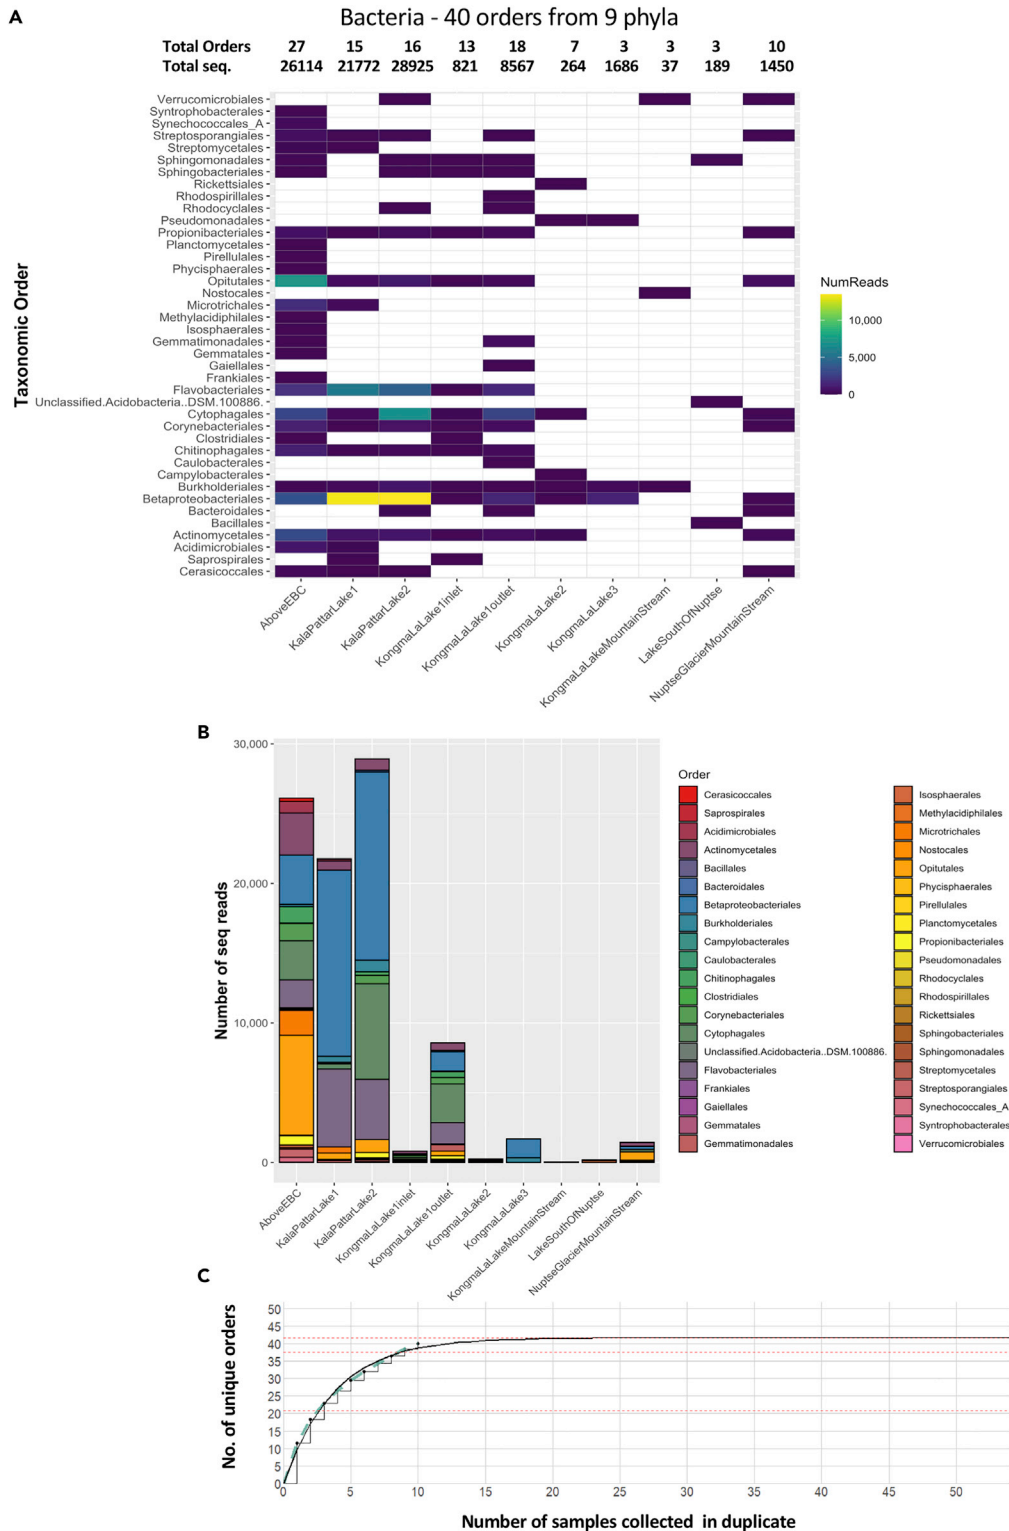 A
Bacteria - 40 orders from 9 phyla
Total Orders 27 15 16 13 18 7 3 3 3 10
Total seq. 26114 21772 28925 821 8567 264 1686 37 189 1450
Taxonomic Order
Verrucomicrobiales
Syntrophobacterales
Synechococcales_A
Streptosporangiales
Streptomycetales
Sphingomonadales
Sphingobacteriales
Rickettsiales
Rhodospirillales
Rhodocyclales
Pseudomonadales
Propionibacteriales
Planctomycetales
Pirellulales
Phycisphaerales
Opitutales
Nostocales
Microtrichales
Methylacidiphilales
Isosphaerales
Gemmatimonadales
Gemmatales
Gaiellales
Frankiales
Flavobacteriales
Unclassified.Acidobacteria..DSM.100886.
Cytophagales
Corynebacteriales
Clostridiales
Chitinophagales
Caulobacterales
Campylobacterales
Burkholderiales
Betaproteobacteriales
Bacteroidales
Bacillales
Actinomycetales
Acidimicrobiales
Saprospirales
Cerasicoccales
NumReads
10,000
5,000
0
AboveEBC
KalaPattarLake1
KalaPattarLake2
KongmaLaLake1inlet
KongmaLaLake1outlet
KongmaLaLake2
KongmaLaLake3
KongmaLaLakeMountainStream
LakeSouthOfNuptse
NuptseGlacierMountainStream
B
Number of seq reads
30,000
20,000
10,000
0
AboveEBC
KalaPattarLake1
KalaPattarLake2
KongmaLaLake1inlet
KongmaLaLake1outlet
KongmaLaLake2
KongmaLaLake3
KongmaLaLakeMountainStream
LakeSouthOfNuptse
NuptseGlacierMountainStream
Order
Cerasicoccales
Saprospirales
Acidimicrobiales
Actinomycetales
Bacillales
Bacteroidales
Betaproteobacteriales
Burkholderiales
Campylobacterales
Caulobacterales
Chitinophagales
Clostridiales
Corynebacteriales
Cytophagales
Unclassified.Acidobacteria..DSM.100886.
Flavobacteriales
Frankiales
Gaiellales
Gemmatales
Gemmatimonadales
Isosphaerales
Methylacidiphilales
Microtrichales
Nostocales
Opitutales
Phycisphaerales
Pirellulales
Planctomycetales
Propionibacteriales
Pseudomonadales
Rhodocyclales
Rhodospirillales
Rickettsiales
Sphingobacteriales
Sphingomonadales
Streptomycetales
Streptosporangiales
Synechococcales_A
Syntrophobacterales
Verrucomicrobiales
C
No. of unique orders
50
45
40
35
30
25
20
15
10
5
0
0 5 10 15 20 25 30 35 40 45 50
Number of samples collected in duplicate